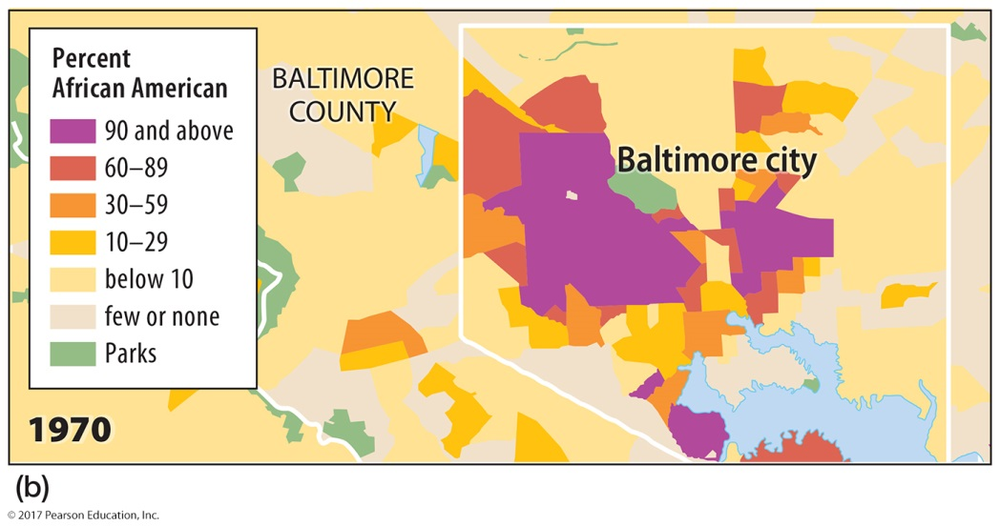 Percent
African American
90 and above
60–89
30–59
10–29
below 10
few or none
Parks
BALTIMORE
COUNTY
Baltimore city
1970
(b)
© 2017 Pearson Education, Inc.